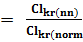 = Cl_kr(nn)
Cl_kr(norm